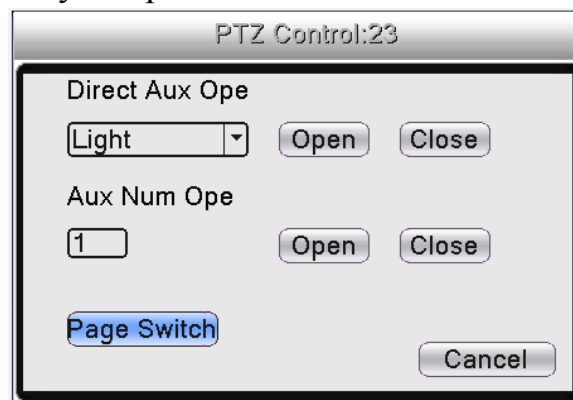 PTZ Control:23
Direct Aux Ope
Light Open Close
Aux Num Ope
1 Open Close
Page Switch
Cancel